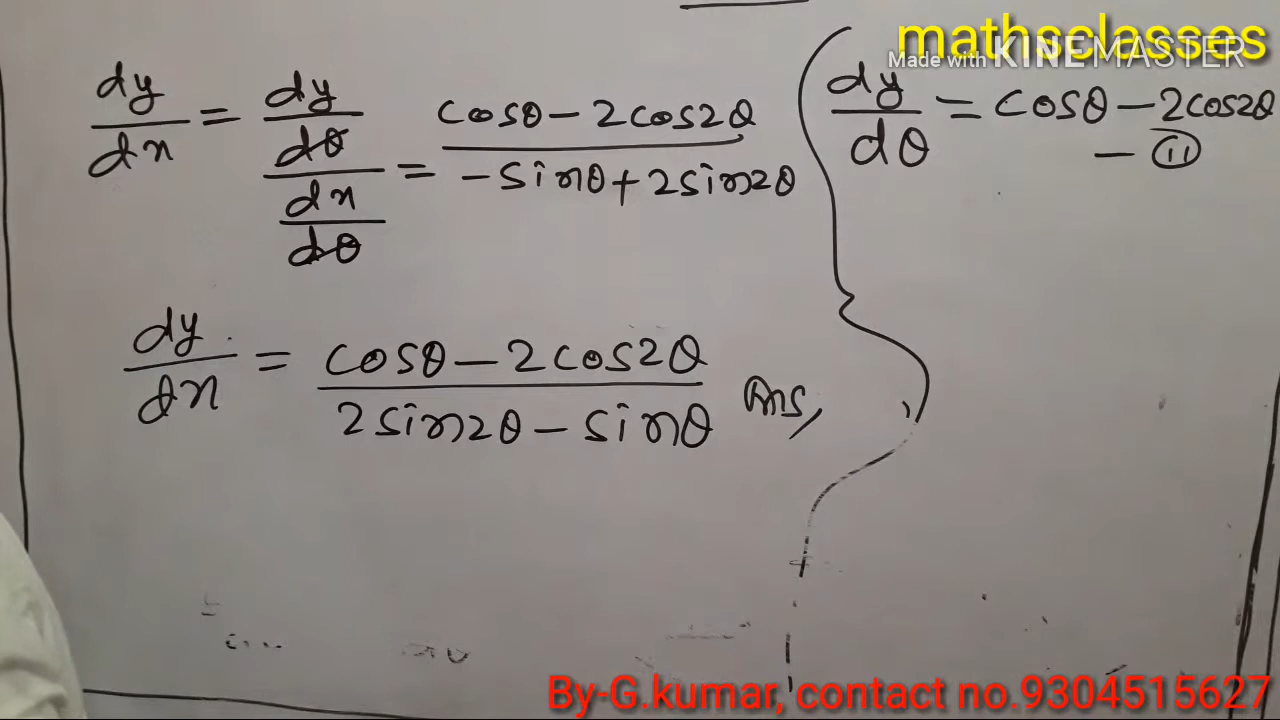 mathsclasses
Made with KINEMASTER
dy/dx = (dy/dθ)/(dx/dθ) = (cosθ - 2cos2θ)/(-sinθ + 2sin2θ)
dy/dx = (cosθ - 2cos2θ)/(2sin2θ - sinθ) Ans,
dy/dθ = cosθ - 2cos2θ
- (11)
By-G.kumar, contact no.9304515627